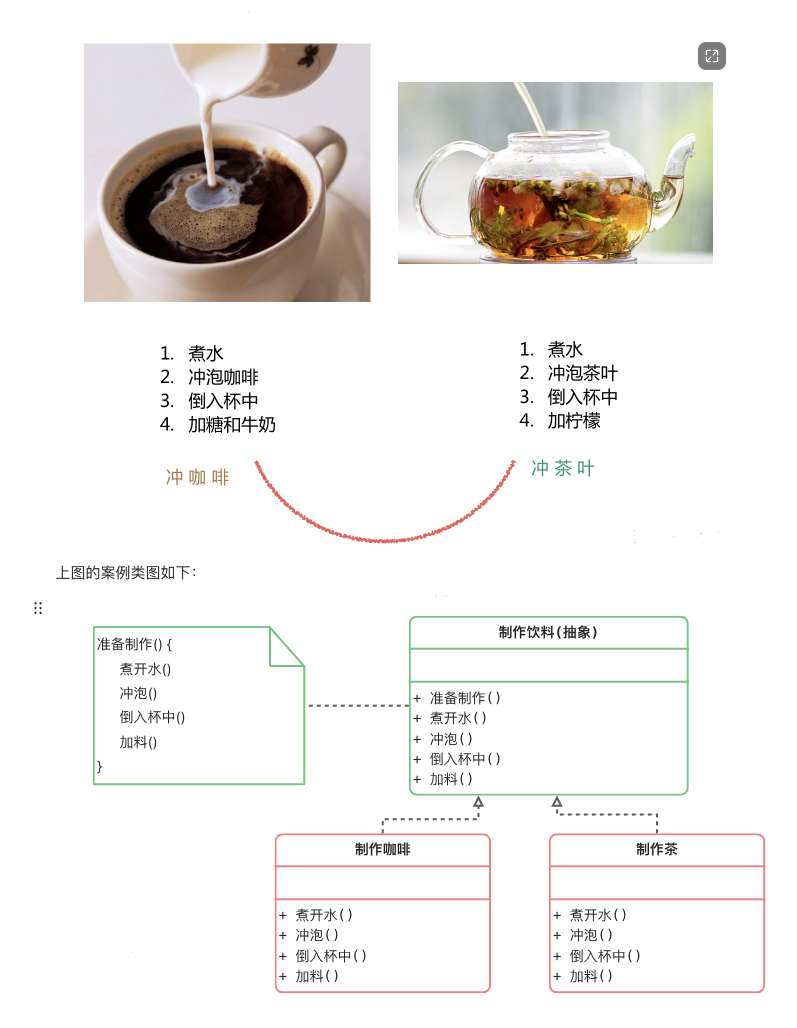 1. 煮水
2. 冲泡咖啡
3. 倒入杯中
4. 加糖和牛奶
冲咖啡
1. 煮水
2. 冲泡茶叶
3. 倒入杯中
4. 加柠檬
冲茶叶
上图的案例类图如下：
准备制作() {
煮开水()
冲泡()
倒入杯中()
加料()
}
制作饮料(抽象)
+ 准备制作()
+ 煮开水()
+ 冲泡()
+ 倒入杯中()
+ 加料()
制作咖啡
+ 煮开水()
+ 冲泡()
+ 倒入杯中()
+ 加料()
制作茶
+ 煮开水()
+ 冲泡()
+ 倒入杯中()
+ 加料()